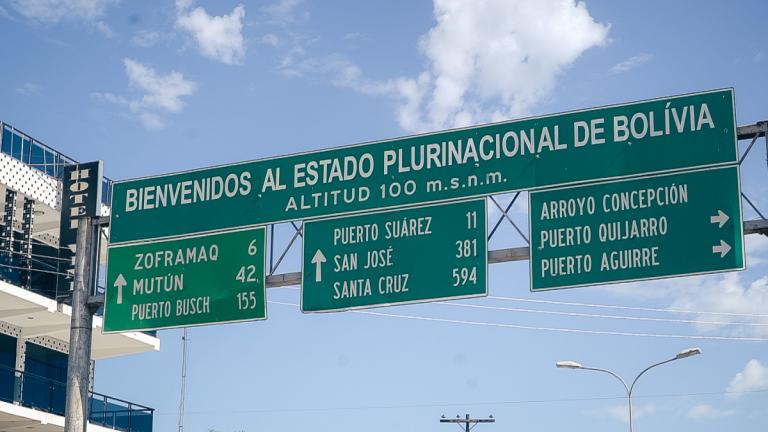 BIENVENIDOS AL ESTADO PLURINACIONAL DE BOLÍVIA
ALTITUD 100 m.s.n.m.
HOTEL
ZOFRAMAQ 6
MUTÚN 42
PUERTO BUSCH 155
PUERTO SUÁREZ 11
SAN JOSÉ 381
SANTA CRUZ 594
ARROYO CONCEPCIÓN
PUERTO QUIJARRO
PUERTO AGUIRRE